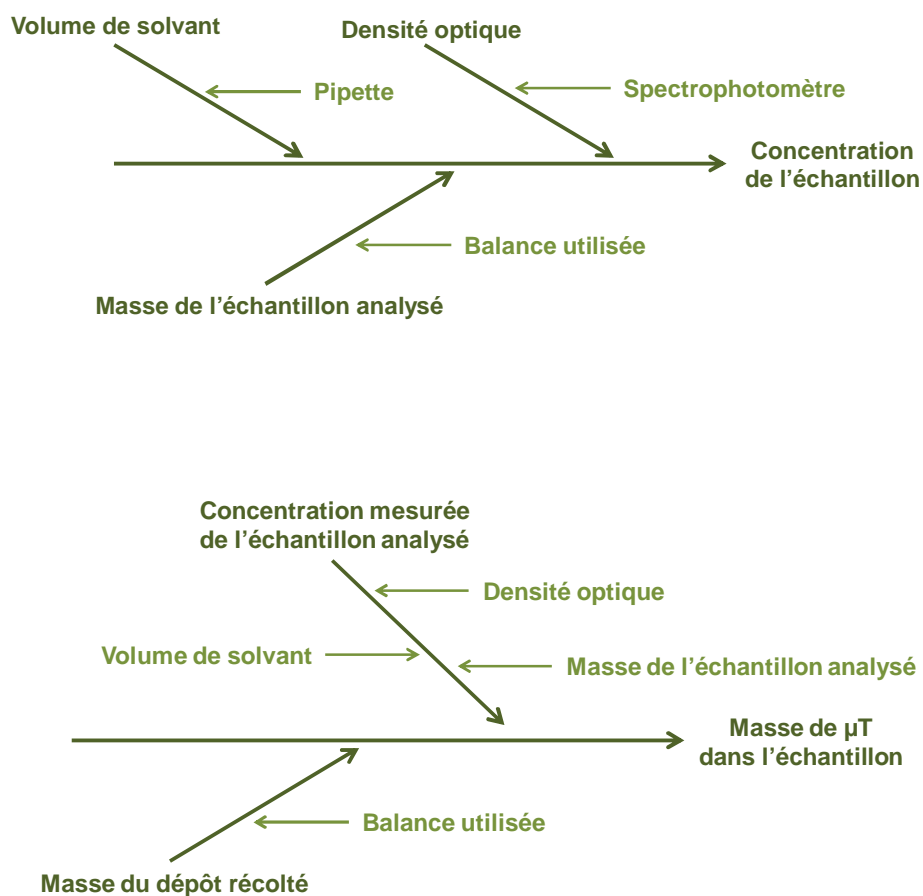 Volume de solvant
Densité optique
Pipette
Spectrophotomètre
Concentration
de l’échantillon
Balance utilisée
Masse de l’échantillon analysé
Concentration mesurée
de l’échantillon analysé
Densité optique
Volume de solvant
Masse de l’échantillon analysé
Masse de µT
dans l’échantillon
Balance utilisée
Masse du dépôt récolté